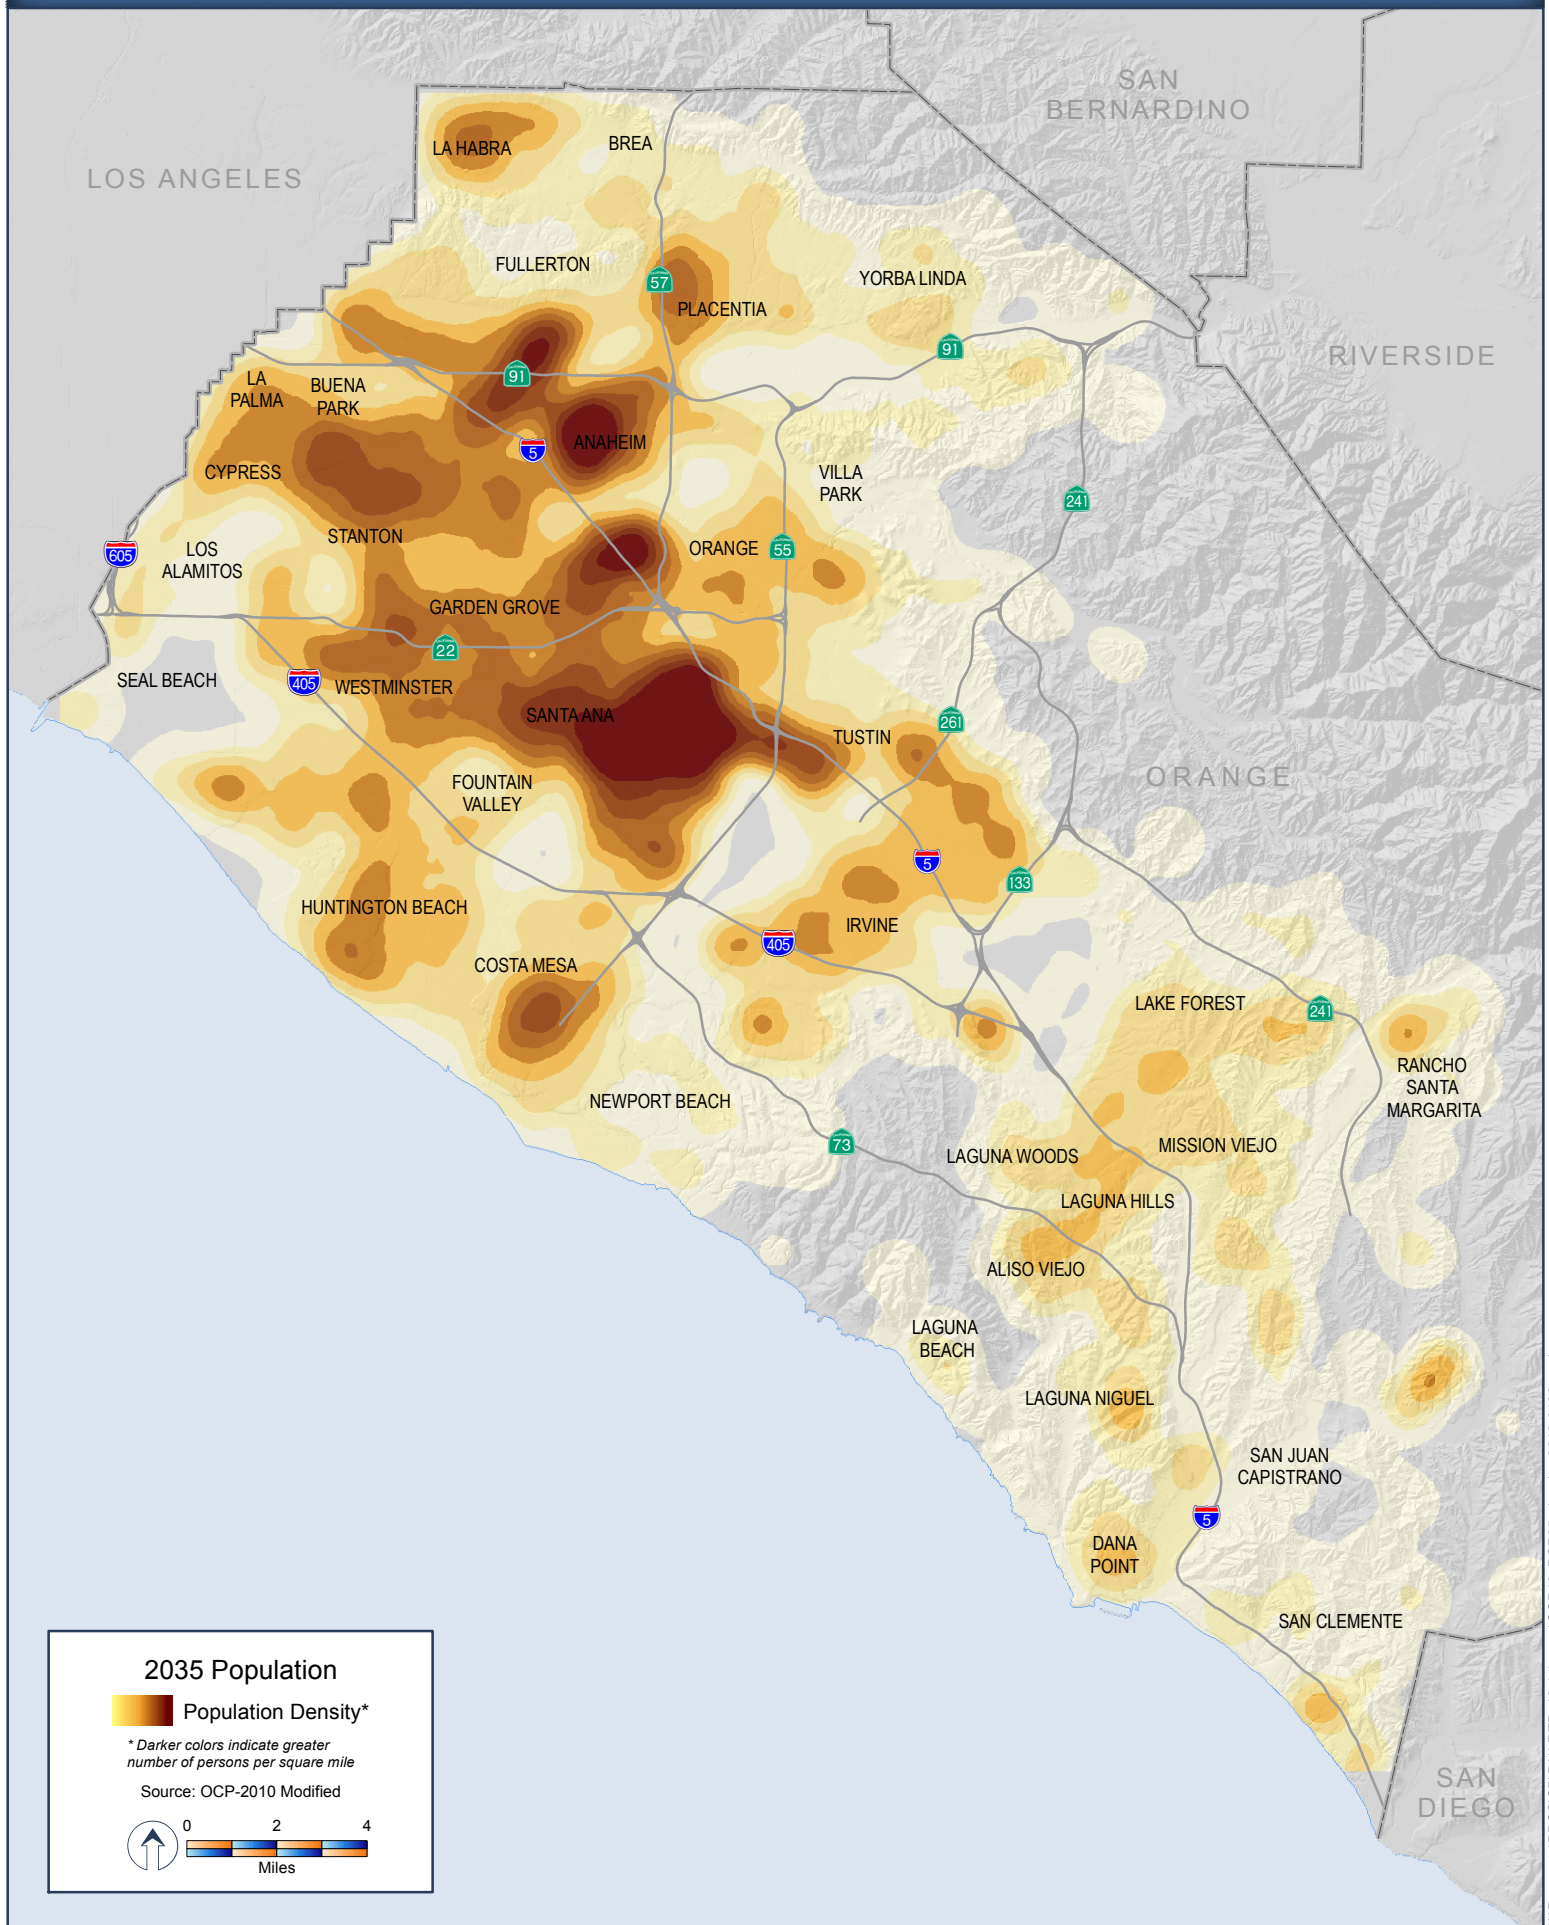 SAN
BERNARDINO
LOS ANGELES
LA HABRA
BREA
FULLERTON
57
PLACENTIA
YORBA LINDA
91
91
RIVERSIDE
LA
PALMA
BUENA
PARK
5
ANAHEIM
CYPRESS
VILLA
PARK
241
STANTON
605
LOS
ALAMITOS
ORANGE
55
GARDEN GROVE
22
SEAL BEACH
405
WESTMINSTER
SANTA ANA
261
TUSTIN
ORANGE
FOUNTAIN
VALLEY
5
133
HUNTINGTON BEACH
IRVINE
405
COSTA MESA
LAKE FOREST
241
RANCHO
SANTA
MARGARITA
NEWPORT BEACH
73
LAGUNA WOODS
MISSION VIEJO
LAGUNA HILLS
ALISO VIEJO
LAGUNA
BEACH
LAGUNA NIGUEL
SAN JUAN
CAPISTRANO
5
DANA
POINT
SAN CLEMENTE
SAN
DIEGO
2035 Population
Population Density*
* Darker colors indicate greater
number of persons per square mile
Source: OCP-2010 Modified
0 2 4
Miles